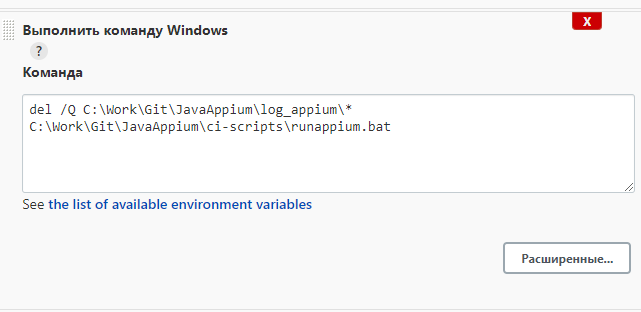 Выполнить команду Windows
X
?
Команда
del /Q C:\Work\Git\JavaAppium\log_appium\*
C:\Work\Git\JavaAppium\ci-scripts\runappium.bat
See the list of available environment variables
Расширенные...